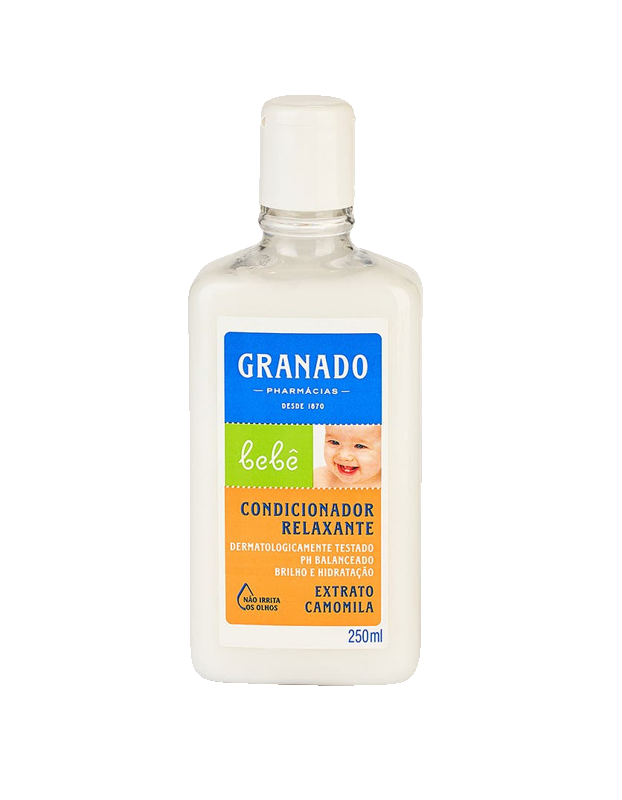 GRANADO
PHARMÁCIAS
DESDE 1870
bebê
CONDICIONADOR
RELAXANTE
DERMATOLOGICAMENTE TESTADO
PH BALANCEADO
BRILHO E HIDRATAÇÃO
NÃO IRRITA
OS OLHOS
EXTRATO
CAMOMILA
250ml